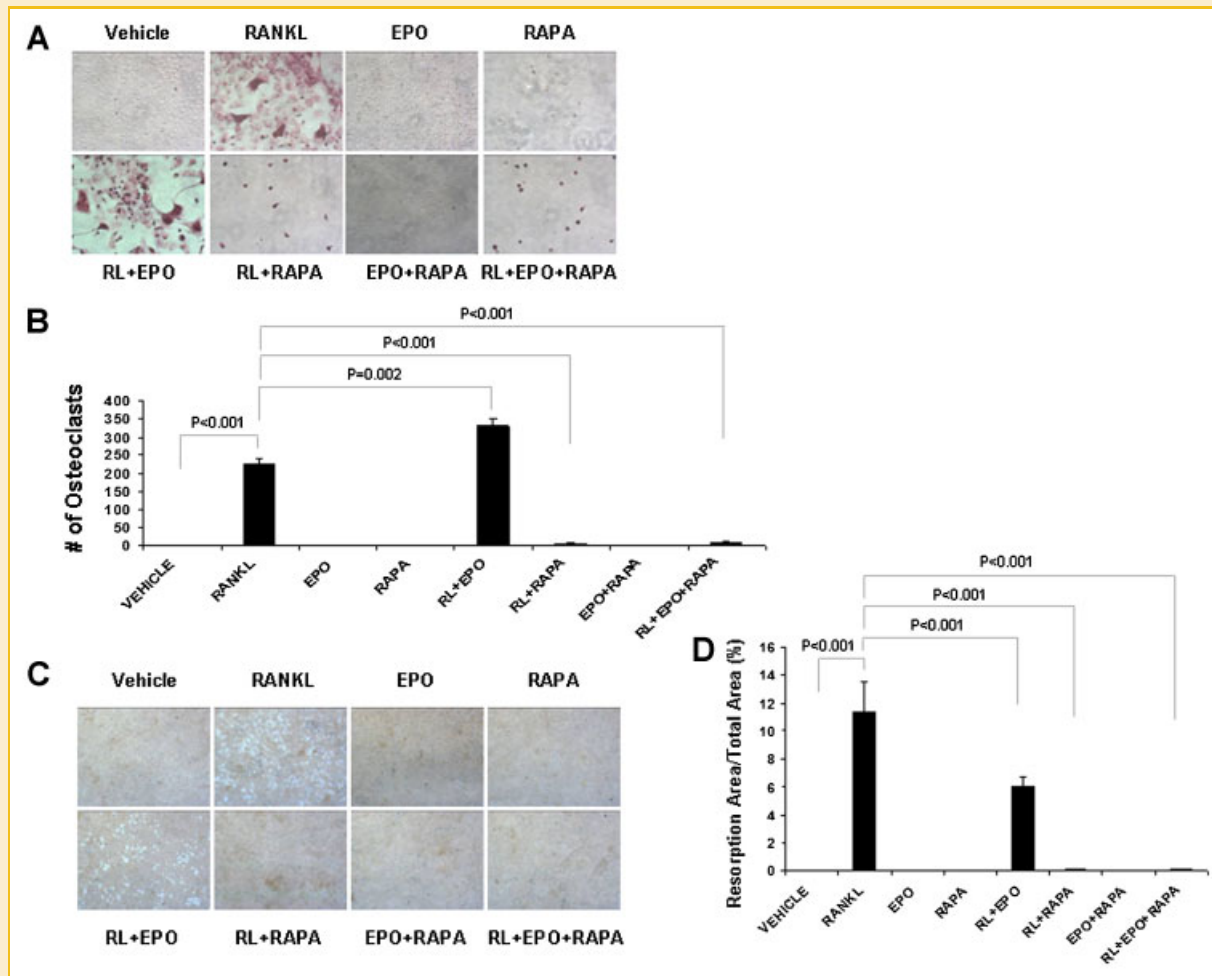 A
Vehicle RANKL EPO RAPA
RL+EPO RL+RAPA EPO+RAPA RL+EPO+RAPA
B
P<0.001
P<0.001
P=0.002
P<0.001
# of Osteoclasts
400
350
300
250
200
150
100
50
0
VEHICLE RANKL EPO RAPA RL+EPO RL+RAPA EPO+RAPA RL+EPO+RAPA
C
Vehicle RANKL EPO RAPA
RL+EPO RL+RAPA EPO+RAPA RL+EPO+RAPA
D
P<0.001
P<0.001
P<0.001
P<0.001
Resorption Area/Total Area (%)
16
14
12
10
8
6
4
2
0
VEHICLE RANKL EPO RAPA RL+EPO RL+RAPA EPO+RAPA RL+EPO+RAPA